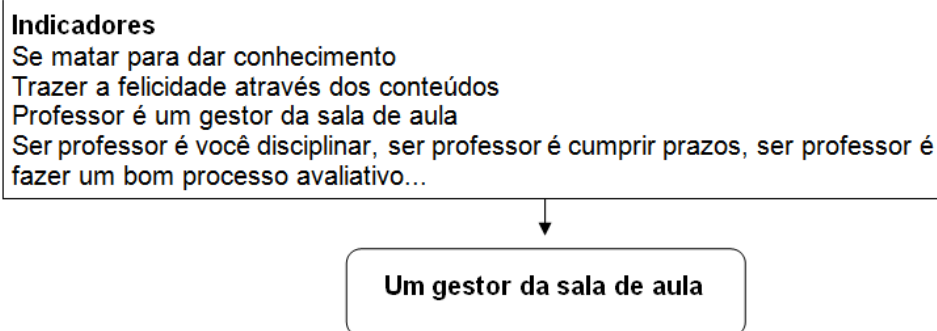 Indicadores
Se matar para dar conhecimento
Trazer a felicidade através dos conteúdos
Professor é um gestor da sala de aula
Ser professor é você disciplinar, ser professor é cumprir prazos, ser professor é
fazer um bom processo avaliativo...
Um gestor da sala de aula